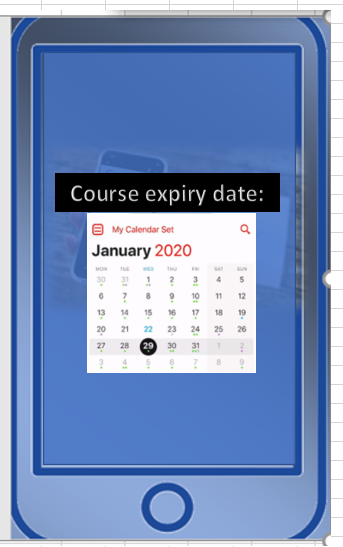 Course expiry date:
My Calendar Set
January 2020
MON TUE WED THU FRI SAT SUN
30 31 1 2 3 4 5
6 7 8 9 10 11 12
13 14 15 16 17 18 19
20 21 22 23 24 25 26
27 28 29 30 31 1 2
3 4 5 6 7 8 9